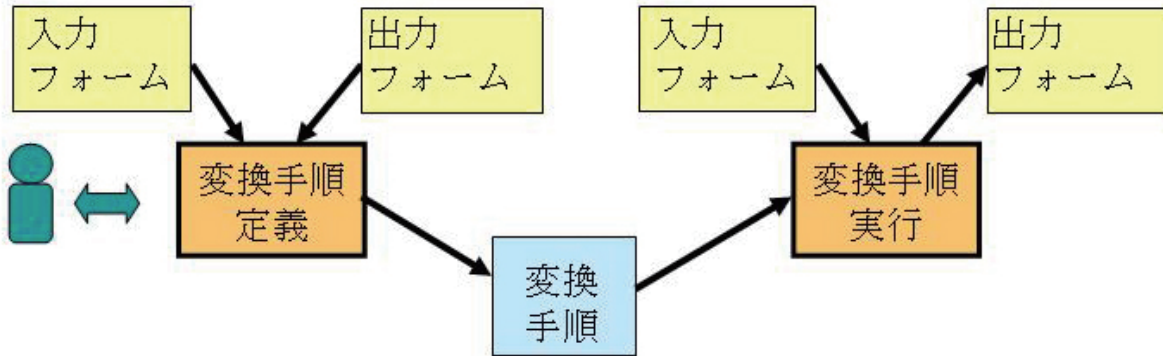 入力
フォーム
出力
フォーム
入力
フォーム
出力
フォーム
変換手順
定義
変換手順
実行
変換
手順